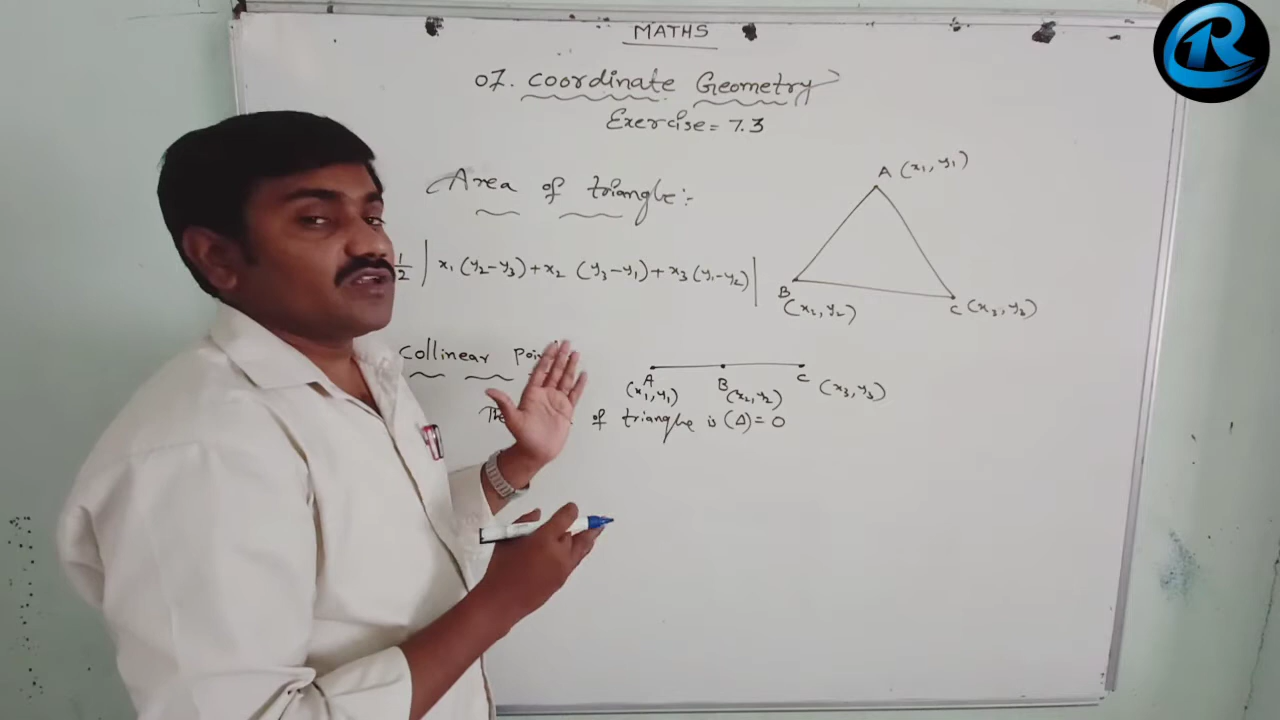 MATHS
07. Coordinate Geometry
Exercise = 7.3
Area of triangle:-
1/2 | x₁ (y₂-y₃) + x₂ (y₃-y₁) + x₃ (y₁-y₂) |
A (x₁, y₁)
B
(x₂, y₂)
C (x₃, y₃)
Collinear
A
(x₁, y₁)
B
(x₂, y₂)
C (x₃, y₃)
of triangle is (Δ) = 0
R